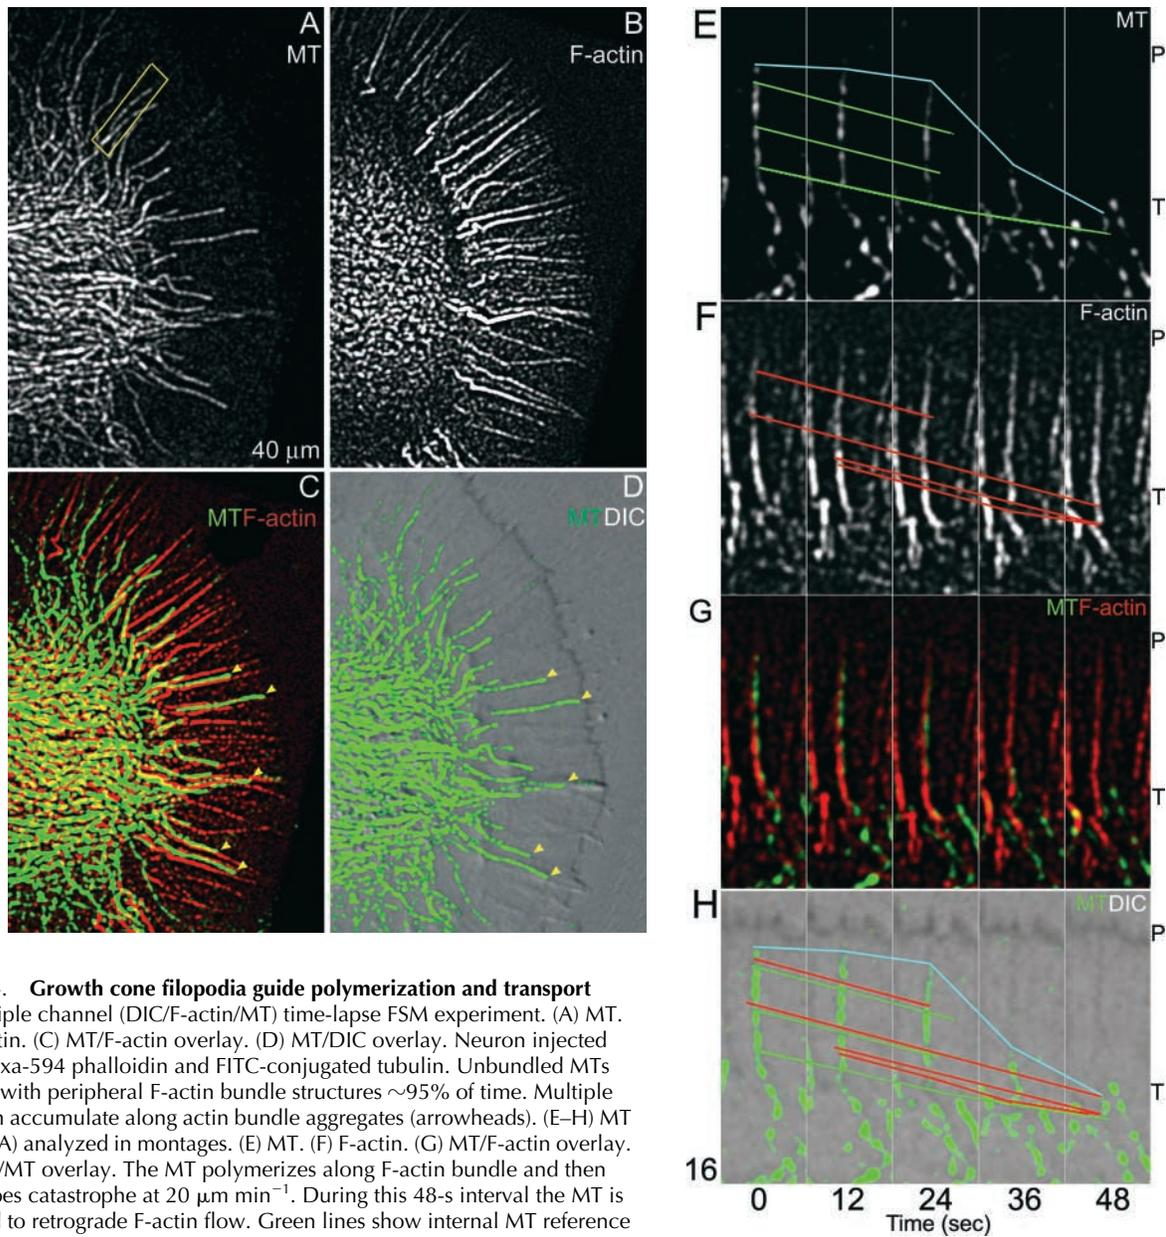 A
MT
40 μm
B
F-actin
C
MTF-actin
D
MTDIC
E
MT
P
T
F
F-actin
P
T
G
MTF-actin
P
T
H
MTDIC
P
T
16
0 12 24 36 48
Time (sec)
. Growth cone filopodia guide polymerization and transport
iple channel (DIC/F-actin/MT) time-lapse FSM experiment. (A) MT.
tin. (C) MT/F-actin overlay. (D) MT/DIC overlay. Neuron injected
xa-594 phalloidin and FITC-conjugated tubulin. Unbundled MTs
with peripheral F-actin bundle structures ∼95% of time. Multiple
accumulate along actin bundle aggregates (arrowheads). (E–H) MT
A) analyzed in montages. (E) MT. (F) F-actin. (G) MT/F-actin overlay.
/MT overlay. The MT polymerizes along F-actin bundle and then
es catastrophe at 20 μm min⁻¹. During this 48-s interval the MT is
to retrograde F-actin flow. Green lines show internal MT reference